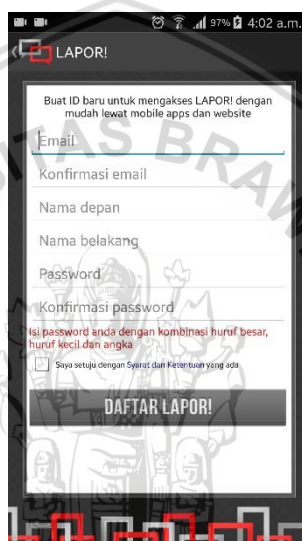 97% 4:02 a.m.
LAPOR!
Buat ID baru untuk mengakses LAPOR! dengan
mudah lewat mobile apps dan website
Email
Konfirmasi email
Nama depan
Nama belakang
Password
Konfirmasi password
Isi password anda dengan kombinasi huruf besar,
huruf kecil dan angka
Saya setuju dengan Syarat dan Ketentuan yang ada
DAFTAR LAPOR!
ITAS BRAW